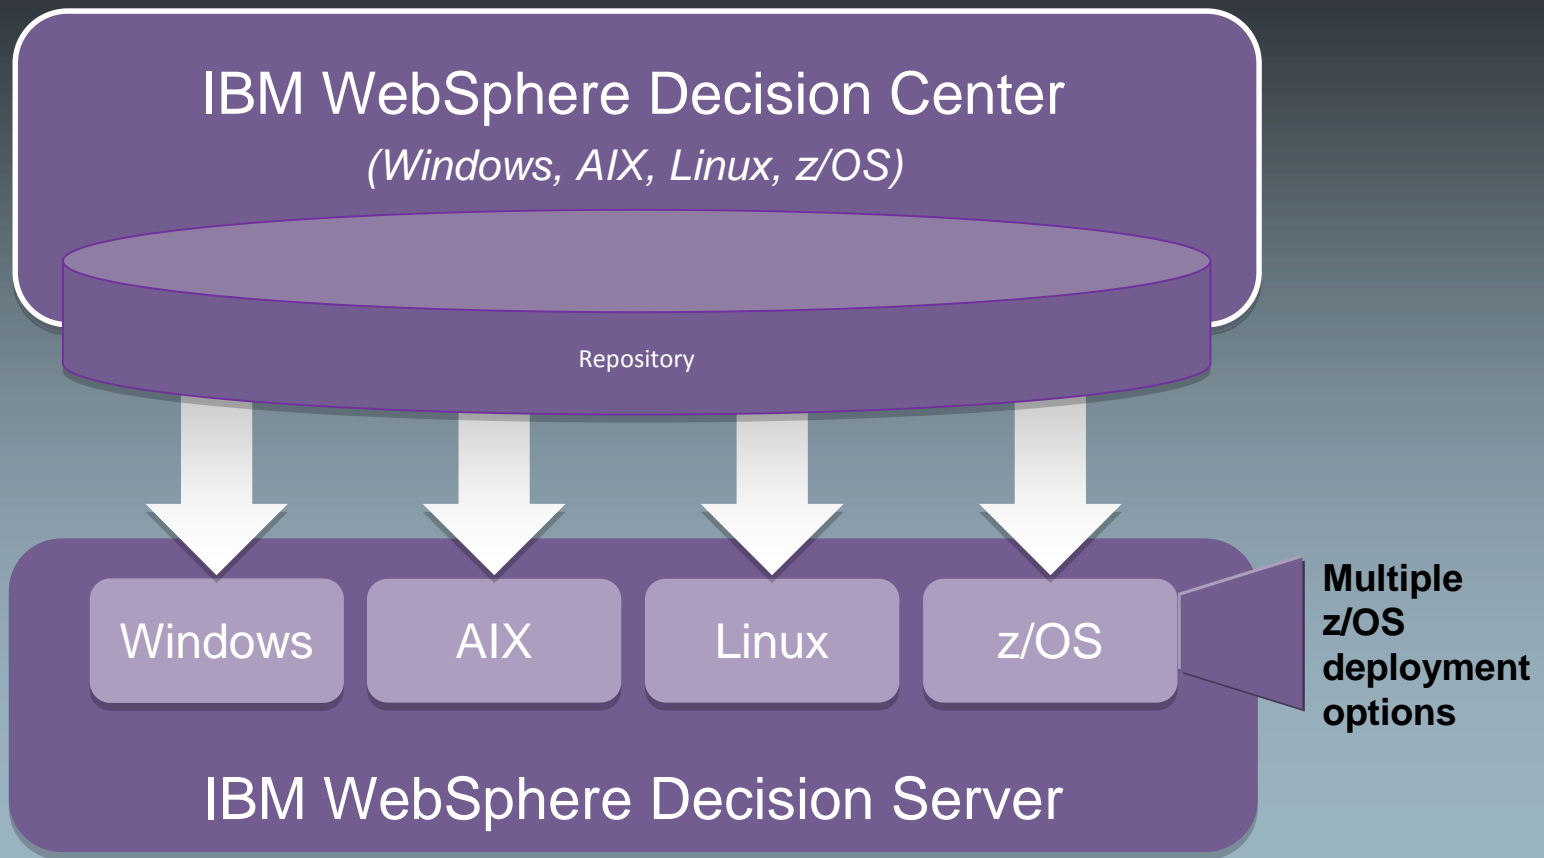 IBM WebSphere Decision Center
(Windows, AIX, Linux, z/OS)
Repository
Windows
AIX
Linux
z/OS
Multiple
z/OS
deployment
options
IBM WebSphere Decision Server